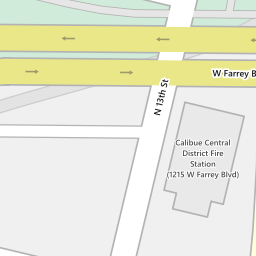 W Farrey B
N 13th St
Calibue Central
District Fire
Station
(1215 W Farrey Blvd)